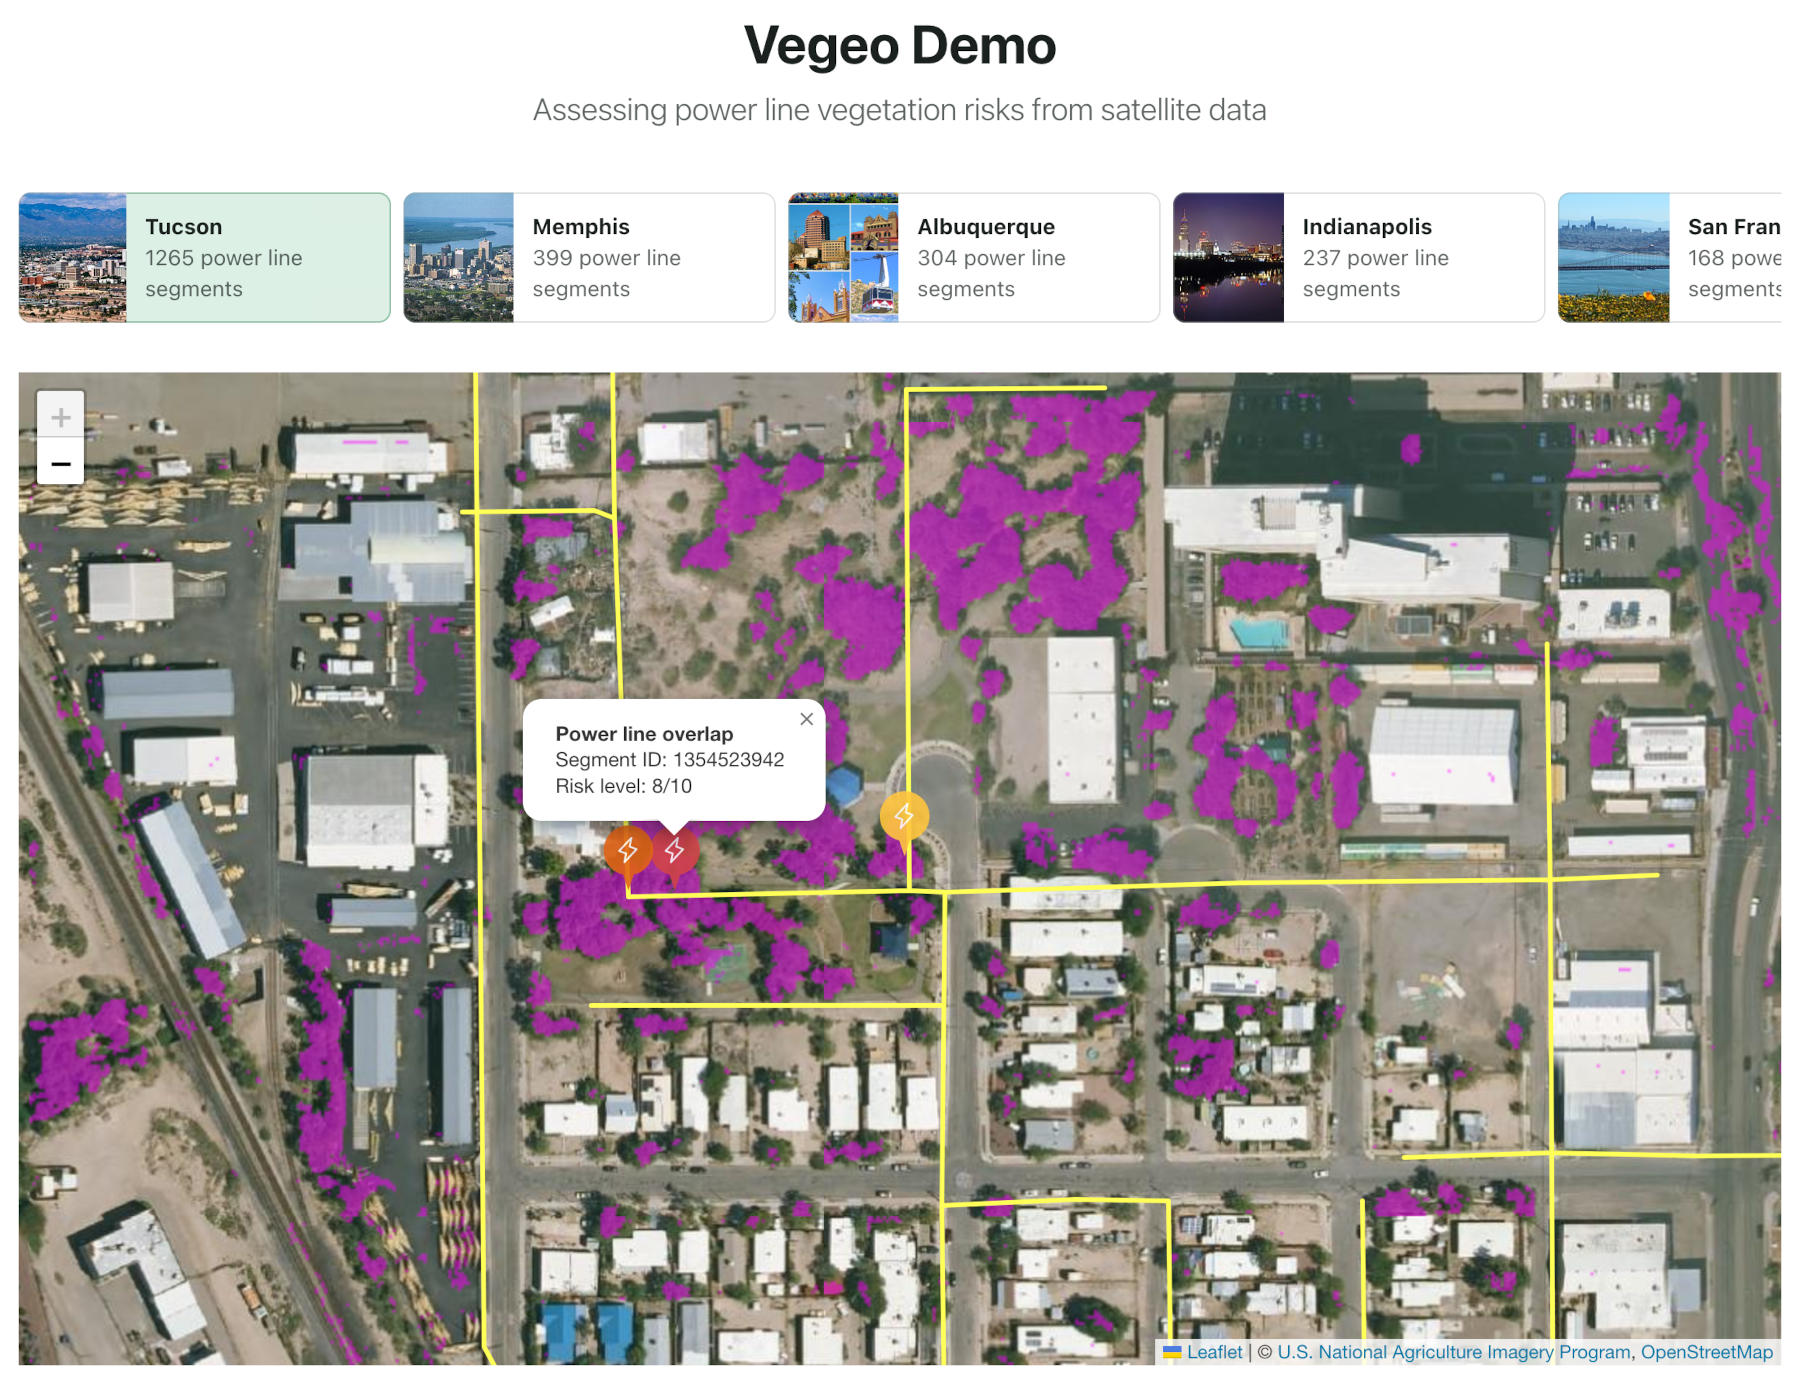 Vegeo Demo
Assessing power line vegetation risks from satellite data
Tucson
1265 power line
segments
Memphis
399 power line
segments
Albuquerque
304 power line
segments
Indianapolis
237 power line
segments
San Fran
168 powe
segments
+
−
Power line overlap
×
Segment ID: 1354523942
Risk level: 8/10
Leaflet | © U.S. National Agriculture Imagery Program, OpenStreetMap